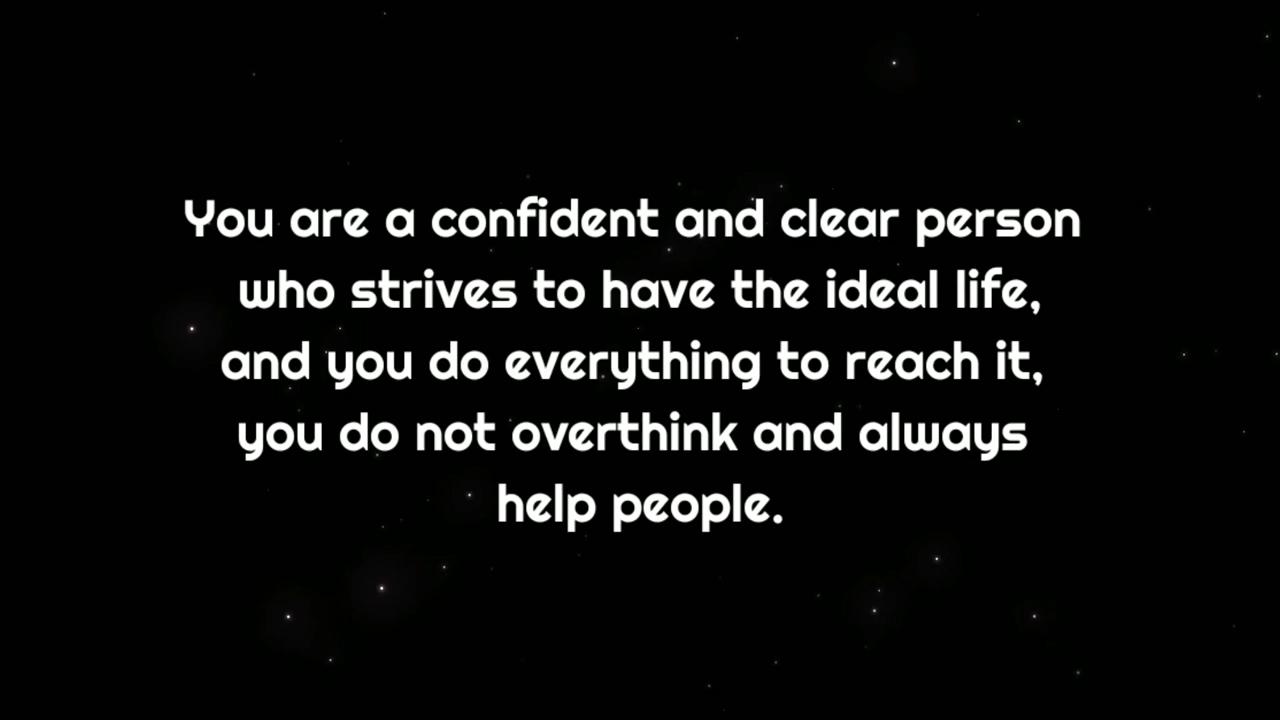 You are a confident and clear person
who strives to have the ideal life,
and you do everything to reach it,
you do not overthink and always
help people.